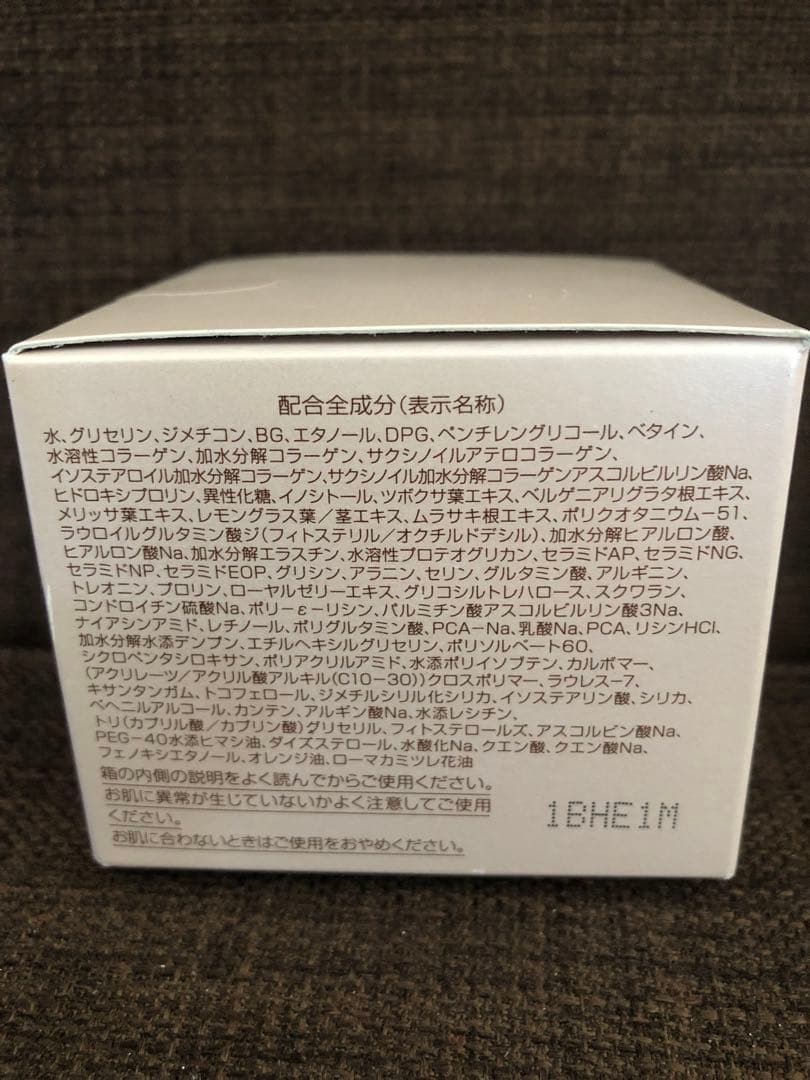 配合全成分(表示名称)
水、グリセリン、ジメチコン、BG、エタノール、DPG、ペンチレングリコール、ベタイン、
水溶性コラーゲン、加水分解コラーゲン、サクシノイルアテロコラーゲン、
イソステアロイル加水分解コラーゲン、サクシノイル加水分解コラーゲンアスコルビルリン酸Na、
ヒドロキシプロリン、異性化糖、イノシトール、ツボクサ葉エキス、ベルゲニアリグラタ根エキス、
メリッサ葉エキス、レモングラス葉/茎エキス、ムラサキ根エキス、ポリクオタニウム-51、
ラウロイルグルタミン酸ジ(フィトステリル/オクチルドデシル)、加水分解ヒアルロン酸、
ヒアルロン酸Na、加水分解エラスチン、水溶性プロテオグリカン、セラミドAP、セラミドNG、
セラミドNP、セラミドEOP、グリシン、アラニン、セリン、グルタミン酸、アルギニン、
トレオニン、プロリン、ローヤルゼリーエキス、グリコシルトレハロース、スクワラン、
コンドロイチン硫酸Na、ポリ-ε-リシン、パルミチン酸アスコルビルリン酸3Na、
ナイアシンアミド、レチノール、ポリグルタミン酸、PCA-Na、乳酸Na、PCA、リシンHCl、
加水分解水添デンプン、エチルヘキシルグリセリン、ポリソルベート60、
シクロペンタシロキサン、ポリアクリルアミド、水添ポリイソブテン、カルボマー、
(アクリレーツ/アクリル酸アルキル(C10-30))クロスポリマー、ラウレス-7、
キサンタンガム、トコフェロール、ジメチルシリル化シリカ、イソステアリン酸、シリカ、
ベヘニルアルコール、カンテン、アルギン酸Na、水添レシチン、
トリ(カプリル酸/カプリン酸)グリセリル、フィトステロールズ、アスコルビン酸Na、
PEG-40水添ヒマシ油、ダイズステロール、水酸化Na、クエン酸、クエン酸Na、
フェノキシエタノール、オレンジ油、ローマカミツレ花油
箱の内側の説明をよく読んでからご使用ください。
お肌に異常が生じていないかよく注意してご使用
ください。
お肌に合わないときはご使用をおやめください。
1BHE1M